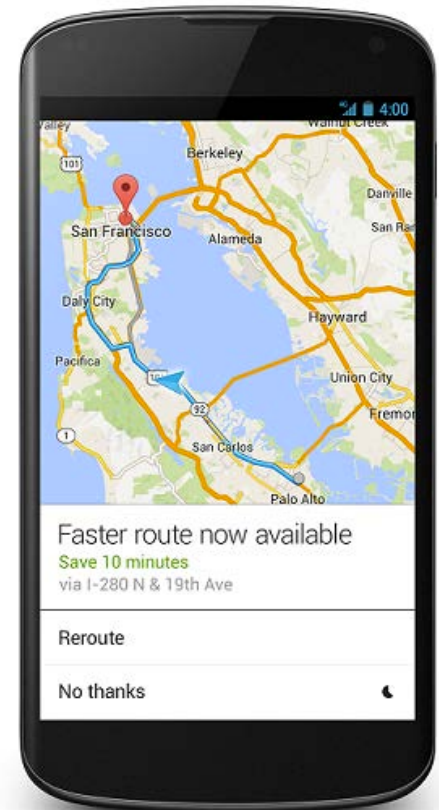 4:00
Valley
Walnut Creek
101
Berkeley
Danville
San Francisco
San Ra
Alameda
Daly City
Hayward
Pacifica
101
Union City
92
Fremon
1
San Carlos
Palo Alto
Faster route now available
Save 10 minutes
via I-280 N & 19th Ave
Reroute
No thanks